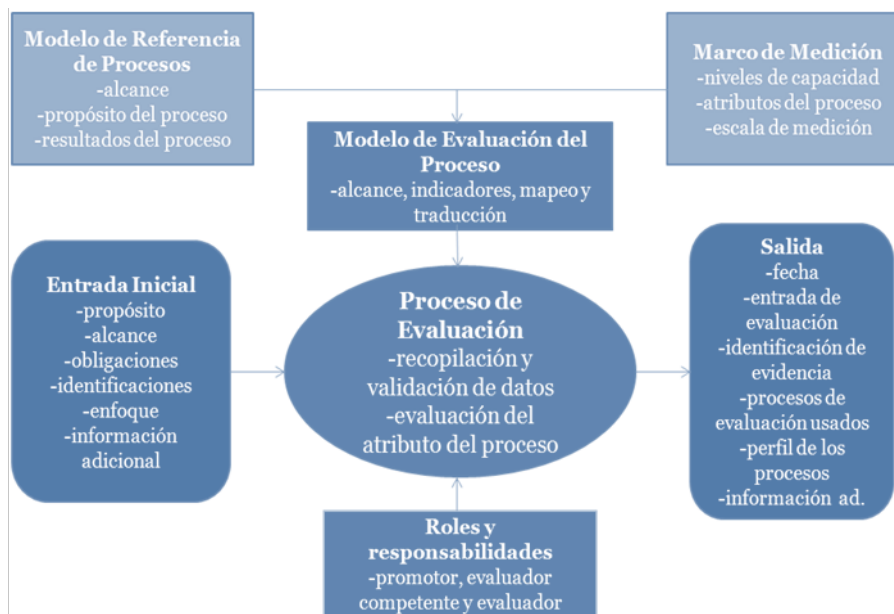 Modelo de Referencia
de Procesos
-alcance
-propósito del proceso
-resultados del proceso
Marco de Medición
-niveles de capacidad
-atributos del proceso
-escala de medición
Modelo de Evaluación del
Proceso
-alcance, indicadores, mapeo y
traducción
Entrada Inicial
-propósito
-alcance
-obligaciones
-identificaciones
-enfoque
-información
adicional
Proceso de
Evaluación
-recopilación y
validación de datos
-evaluación del
atributo del proceso
Salida
-fecha
-entrada de
evaluación
-identificación de
evidencia
-procesos de
evaluación usados
-perfil de los
procesos
-información ad.
Roles y
responsabilidades
-promotor, evaluador
competente y evaluador